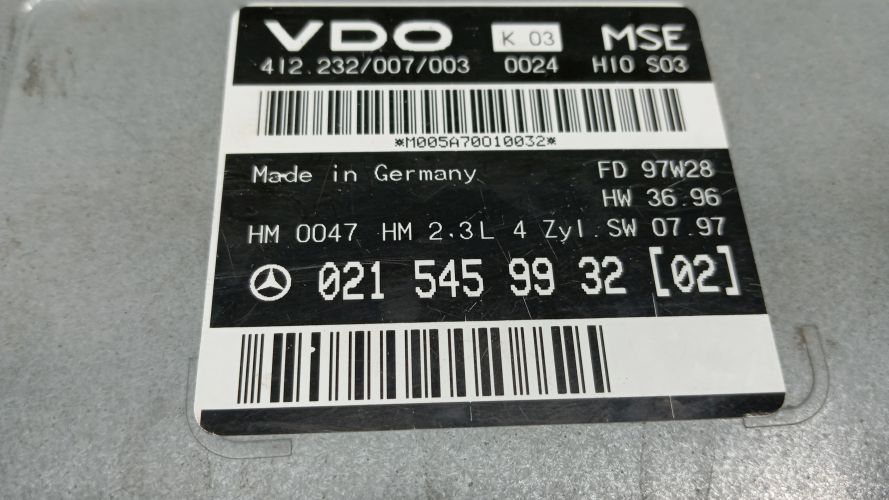 VDO K 03 MSE
412.232/007/003 0024 H10 S03
*M005A70010032*
Made in Germany FD 97W28
HW 36.96
HM 0047 HM 2.3L 4 Zyl. SW 07.97
021 545 99 32 [02]